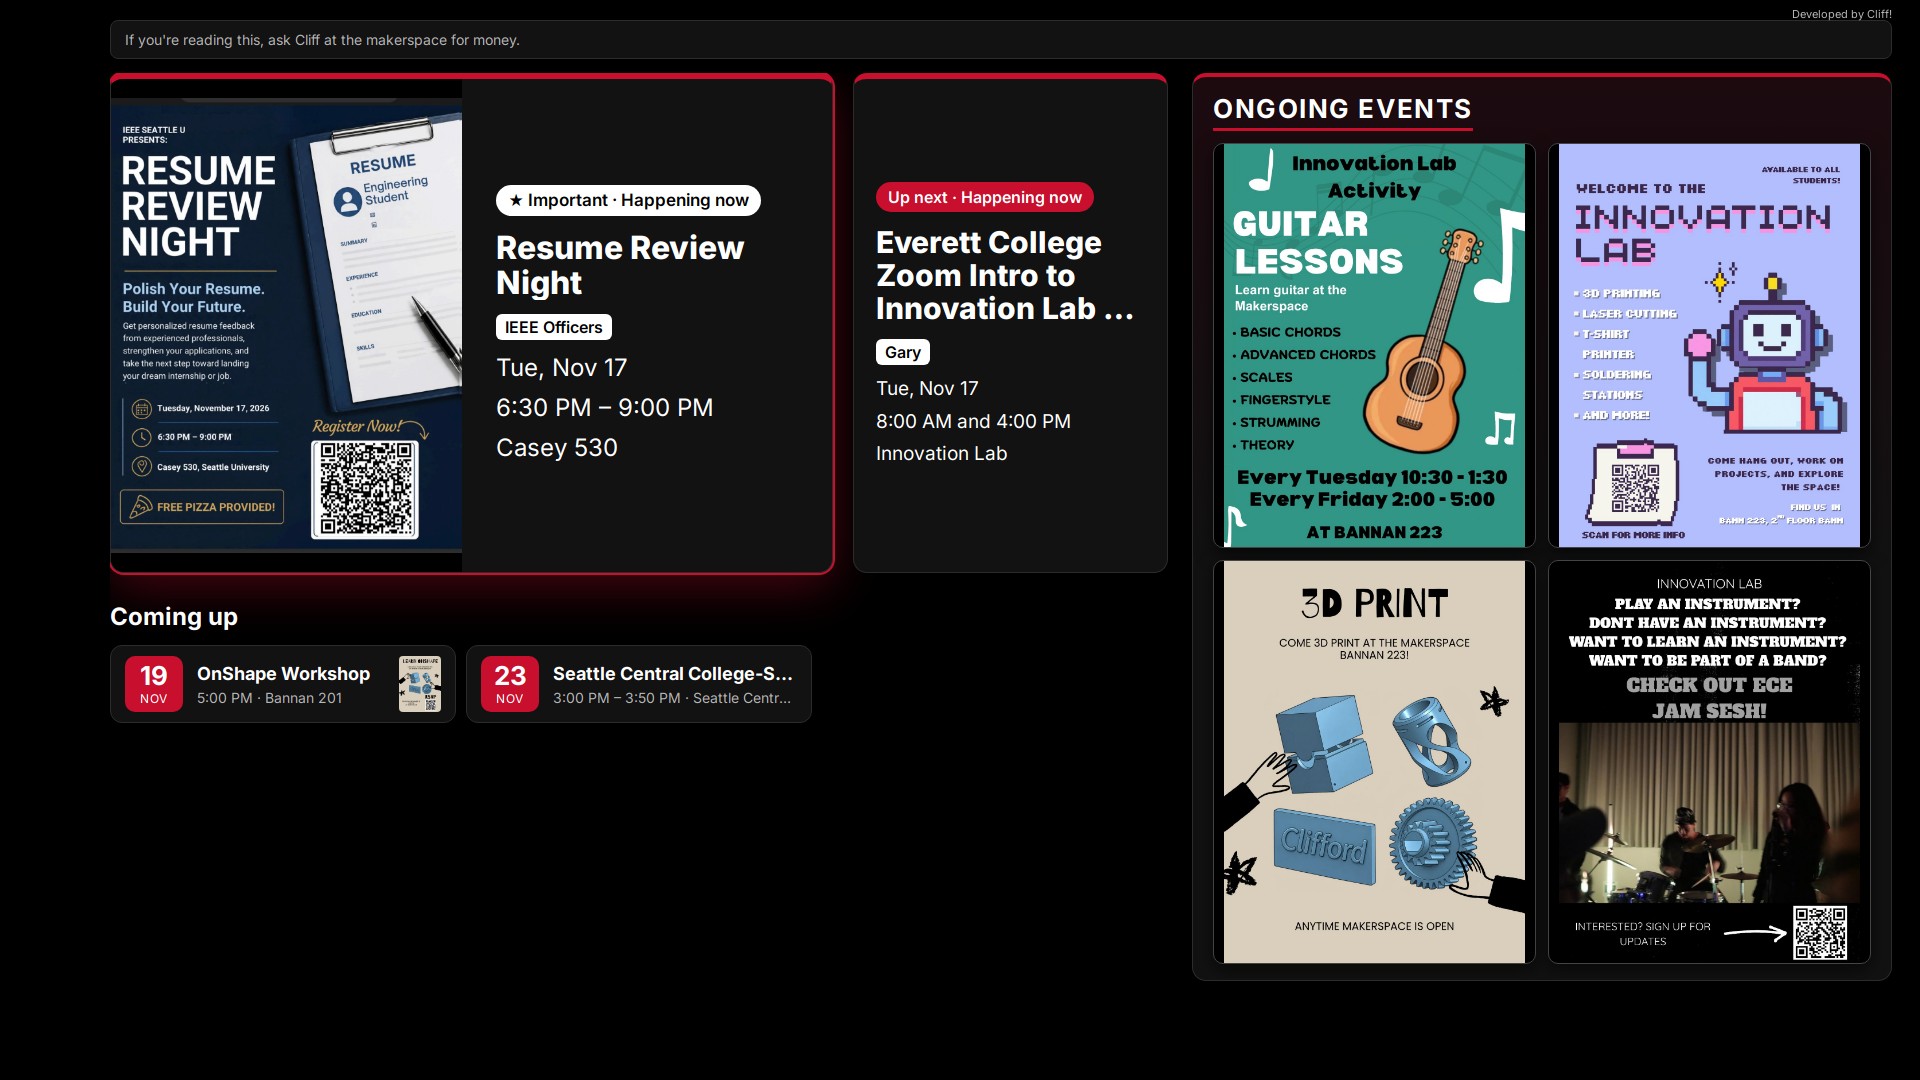 Developed by Cliff!
If you're reading this, ask Cliff at the makerspace for money.
IEEE SEATTLE U
PRESENTS:
RESUME
REVIEW
NIGHT
Polish Your Resume.
Build Your Future.
Get personalized resume feedback
from experienced professionals,
strengthen your applications, and
take the next step toward landing
your dream internship or job.
Tuesday, November 17, 2026
6:30 PM – 9:00 PM
Casey 530, Seattle University
FREE PIZZA PROVIDED!
RESUME
Engineering
Student
SUMMARY
EXPERIENCE
EDUCATION
SKILLS
Register Now!
★ Important · Happening now
Resume Review
Night
IEEE Officers
Tue, Nov 17
6:30 PM – 9:00 PM
Casey 530
Up next · Happening now
Everett College
Zoom Intro to
Innovation Lab ...
Gary
Tue, Nov 17
8:00 AM and 4:00 PM
Innovation Lab
Coming up
19
NOV
OnShape Workshop
5:00 PM · Bannan 201
LEARN ONSHAPE
23
NOV
Seattle Central College-S...
3:00 PM – 3:50 PM · Seattle Centr...
ONGOING EVENTS
Innovation Lab
Activity
GUITAR
LESSONS
Learn guitar at the
Makerspace
• BASIC CHORDS
• ADVANCED CHORDS
• SCALES
• FINGERSTYLE
• STRUMMING
• THEORY
Every Tuesday 10:30 - 1:30
Every Friday 2:00 - 5:00
AT BANNAN 223
AVAILABLE TO ALL
STUDENTS!
WELCOME TO THE
INNOVATION
LAB
▪ 3D PRINTING
▪ LASER CUTTING
▪ T-SHIRT
PRINTER
▪ SOLDERING
STATIONS
▪ AND MORE!
COME HANG OUT, WORK ON
PROJECTS, AND EXPLORE
THE SPACE!
FIND US IN
BANN 223, 2ND FLOOR BANN
SCAN FOR MORE INFO
3D PRINT
COME 3D PRINT AT THE MAKERSPACE
BANNAN 223!
Clifford
ANYTIME MAKERSPACE IS OPEN
INNOVATION LAB
PLAY AN INSTRUMENT?
DONT HAVE AN INSTRUMENT?
WANT TO LEARN AN INSTRUMENT?
WANT TO BE PART OF A BAND?
CHECK OUT ECE
JAM SESH!
INTERESTED? SIGN UP FOR
UPDATES